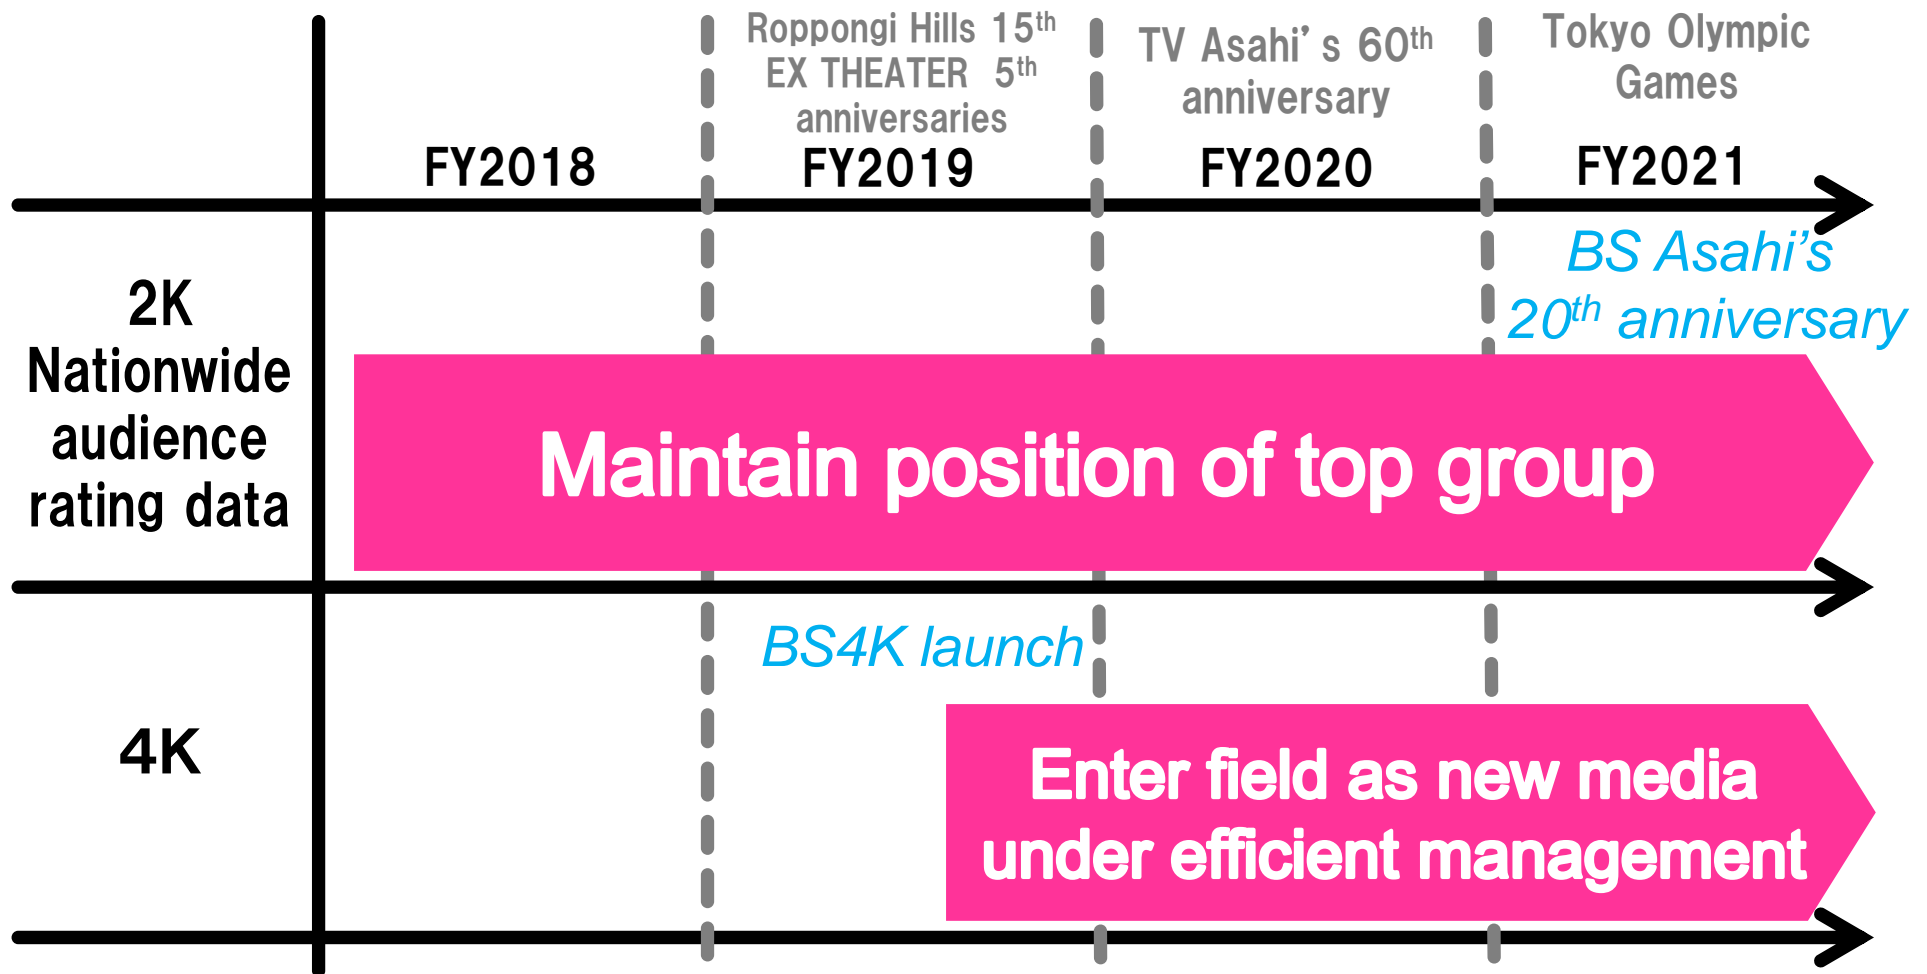 Roppongi Hills 15th
EX THEATER 5th
anniversaries
TV Asahi’s 60th
anniversary
Tokyo Olympic
Games
FY2018
FY2019
FY2020
FY2021
BS Asahi’s
20th anniversary
2K
Nationwide
audience
rating data
Maintain position of top group
BS4K launch
4K
Enter field as new media
under efficient management